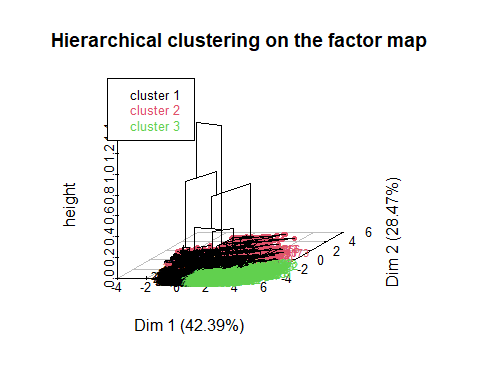 Hierarchical clustering on the factor map
cluster 1
cluster 2
cluster 3
height
0.0 0.2 0.4 0.6 0.8 1.0 1.2
-4 -2 0 2 4 6
Dim 1 (42.39%)
-4 -2 0 2 4 6
Dim 2 (28.47%)